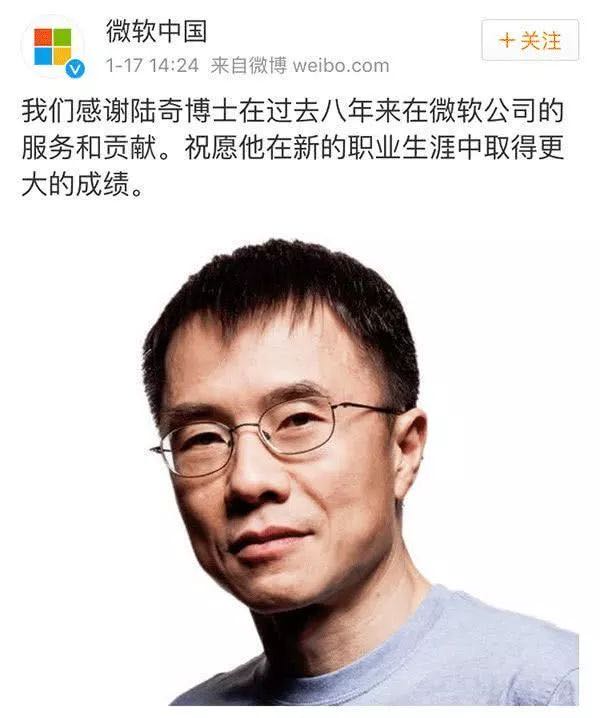 微软中国
+关注
1-17 14:24 来自微博 weibo.com
我们感谢陆奇博士在过去八年来在微软公司的
服务和贡献。祝愿他在新的职业生涯中取得更
大的成绩。